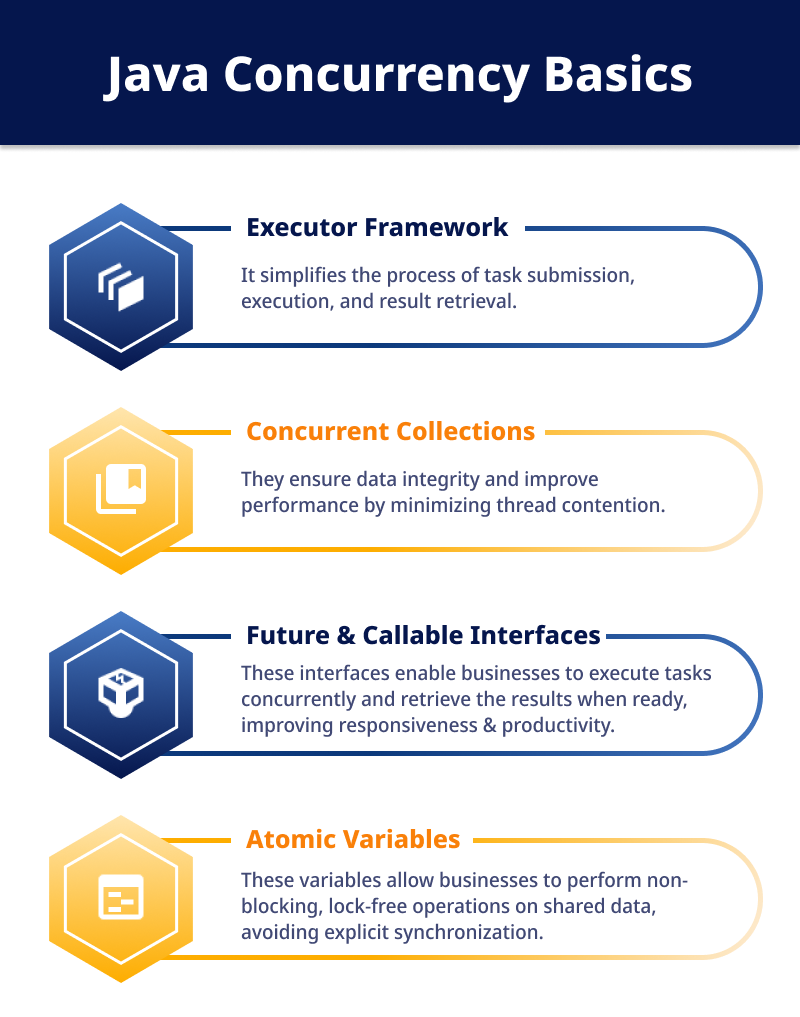 Java Concurrency Basics
Executor Framework
It simplifies the process of task submission,
execution, and result retrieval.
Concurrent Collections
They ensure data integrity and improve
performance by minimizing thread contention.
Future & Callable Interfaces
These interfaces enable businesses to execute tasks
concurrently and retrieve the results when ready,
improving responsiveness & productivity.
Atomic Variables
These variables allow businesses to perform non-
blocking, lock-free operations on shared data,
avoiding explicit synchronization.